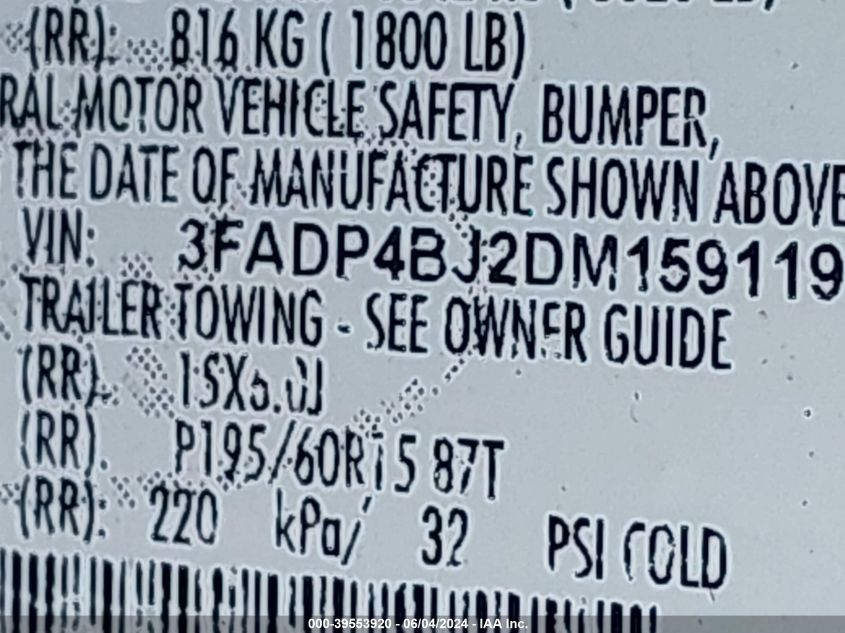 (RR): 816 KG ( 1800 LB)
RAL MOTOR VEHICLE SAFETY, BUMPER,
THE DATE OF MANUFACTURE SHOWN ABOVE
VIN: 3FADP4BJ2DM159119
TRAILER TOWING - SEE OWNER GUIDE
(RR). 15X6.0J
(RR). P195/60R15 87T
(RR): 220 kPa/ 32 PSI COLD
000-39553920 - 06/04/2024 - IAA Inc.